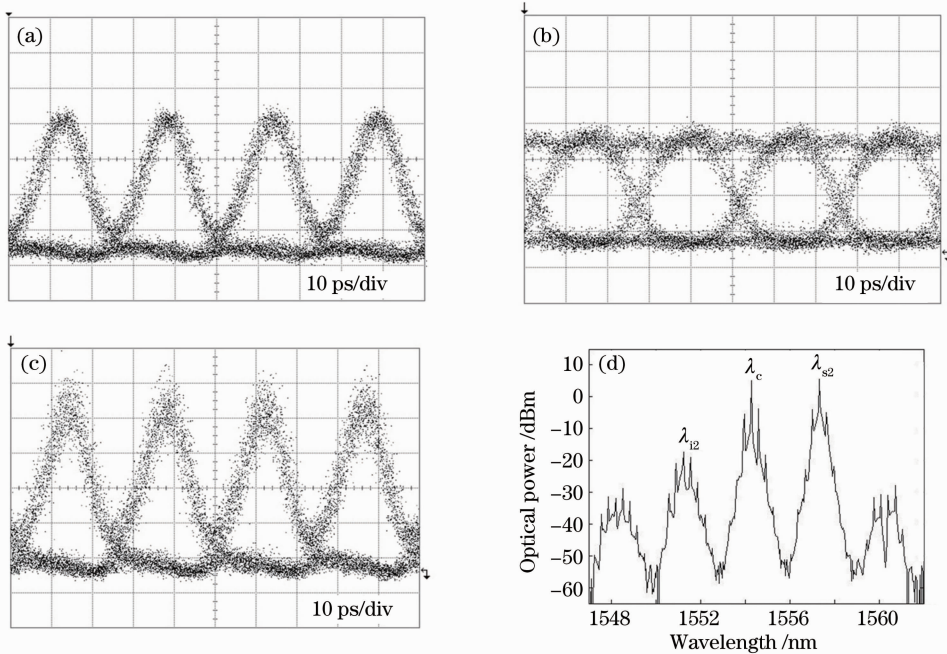 (a)
10 ps/div
(b)
10 ps/div
(c)
10 ps/div
(d)
λc
λs2
λi2
10
0
−10
−20
−30
−40
−50
−60
Optical power /dBm
1548 1552 1556 1560
Wavelength /nm